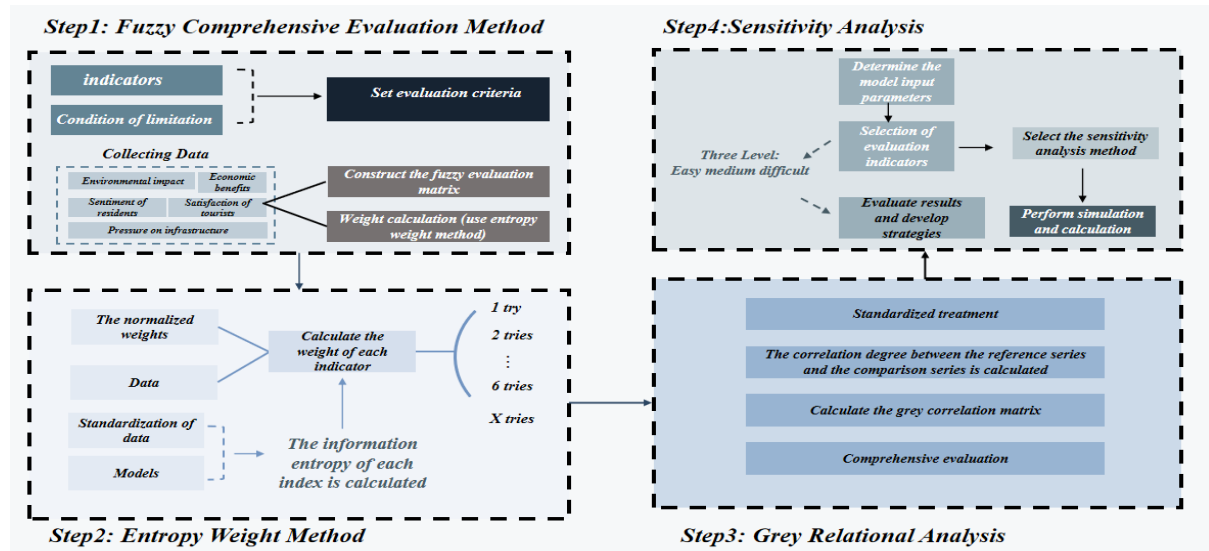 Step1: Fuzzy Comprehensive Evaluation Method
indicators
Condition of limitation
Set evaluation criteria
Collecting Data
Environmental impact
Economic
benefits
Sentiment of
residents
Satisfaction of
tourists
Pressure on infrastructure
Construct the fuzzy evaluation
matrix
Weight calculation (use entropy
weight method)
Step4:Sensitivity Analysis
Determine the
model input
parameters
Selection of
evaluation
indicators
Select the sensitivity
analysis method
Three Level:
Easy medium difficult
Evaluate results
and develop
strategies
Perform simulation
and calculation
The normalized
weights
Data
Standardization of
data
Models
Calculate the
weight of each
indicator
The information
entropy of each
index is calculated
1 try
2 tries
⋮
6 tries
X tries
Step2: Entropy Weight Method
Standardized treatment
The correlation degree between the reference series
and the comparison series is calculated
Calculate the grey correlation matrix
Comprehensive evaluation
Step3: Grey Relational Analysis